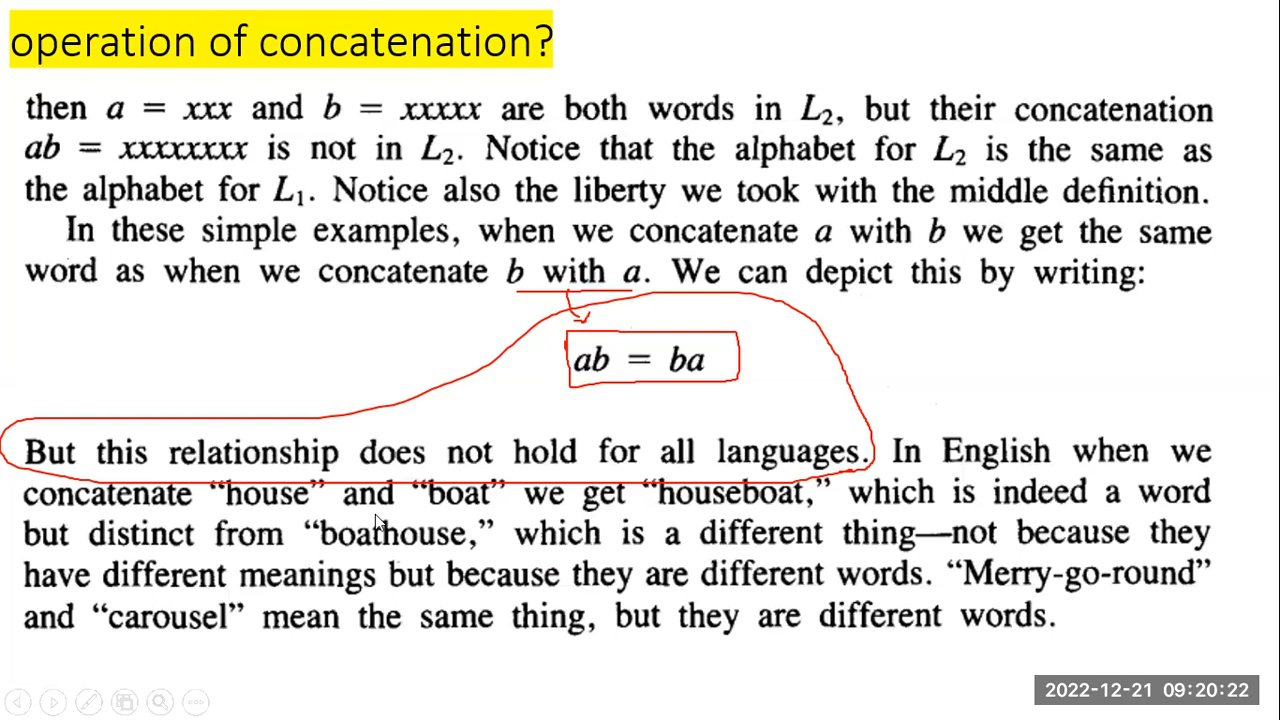 operation of concatenation?
then a = xxx and b = xxxxx are both words in L₂, but their concatenation
ab = xxxxxxxx is not in L₂. Notice that the alphabet for L₂ is the same as
the alphabet for L₁. Notice also the liberty we took with the middle definition.
In these simple examples, when we concatenate a with b we get the same
word as when we concatenate b with a. We can depict this by writing:
ab = ba
But this relationship does not hold for all languages. In English when we
concatenate “house” and “boat” we get “houseboat,” which is indeed a word
but distinct from “boathouse,” which is a different thing—not because they
have different meanings but because they are different words. “Merry-go-round”
and “carousel” mean the same thing, but they are different words.
2022-12-21 09:20:22